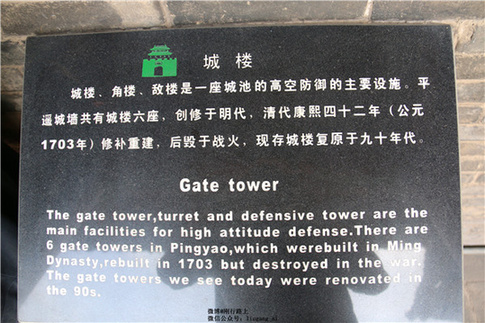 城楼
城楼、角楼、敌楼是一座城池的高空防御的主要设施。平
遥城墙共有城楼六座，创修于明代，清代康熙四十二年（公元
1703年）修补重建，后毁于战火，现存城楼复原于九十年代。
Gate tower
The gate tower,turret and defensive tower are the
main facilities for high attitude defense.There are
6 gate towers in Pingyao,which werebuilt in Ming
Dynasty,rebuilt in 1703 but destroyed in the war.
The gate towers we see today were renovated in
the 90s.